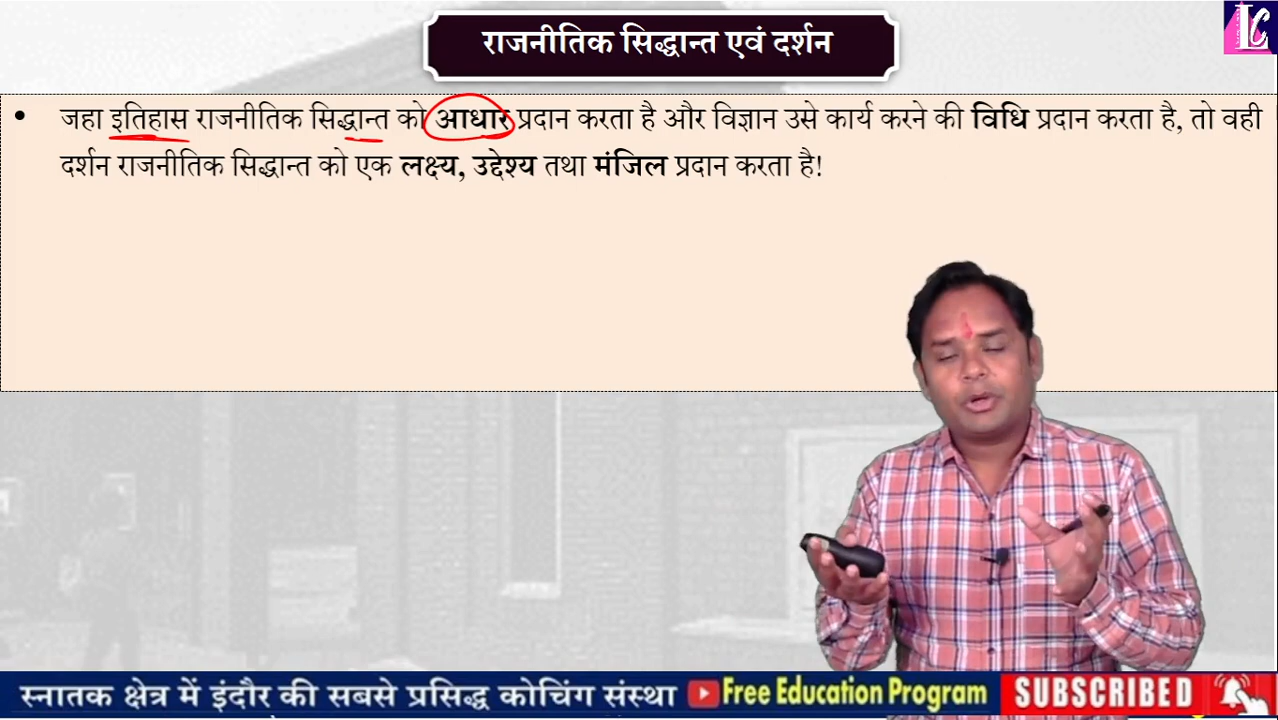 राजनीतिक सिद्धान्त एवं दर्शन
LC
• जहा इतिहास राजनीतिक सिद्धान्त को आधार प्रदान करता है और विज्ञान उसे कार्य करने की विधि प्रदान करता है, तो वही
दर्शन राजनीतिक सिद्धान्त को एक लक्ष्य, उद्देश्य तथा मंजिल प्रदान करता है!
स्नातक क्षेत्र में इंदौर की सबसे प्रसिद्ध कोचिंग संस्था Free Education Program SUBSCRIBED